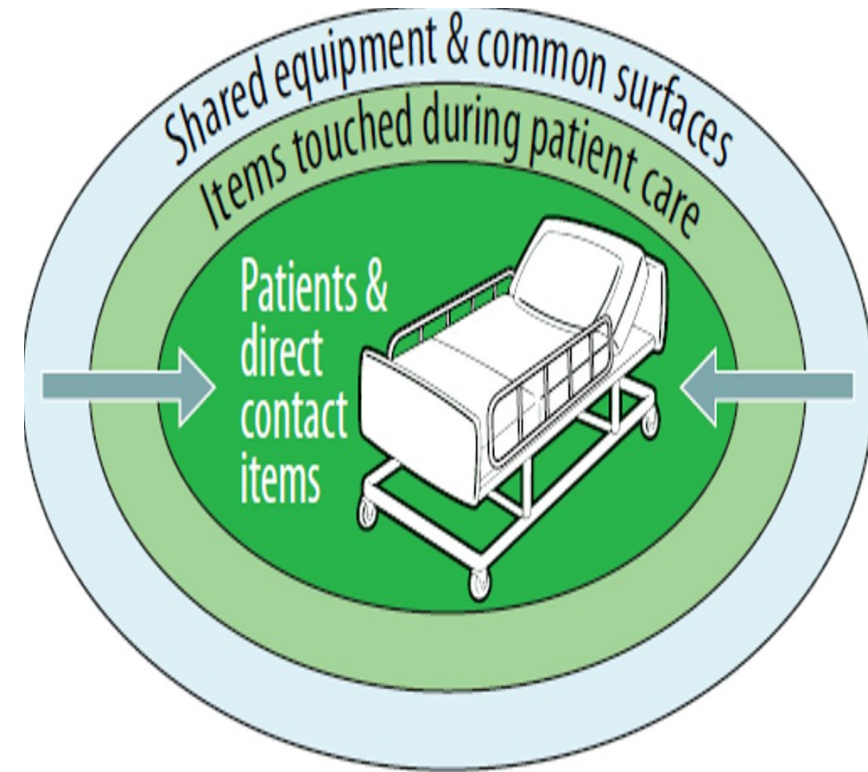 Shared equipment & common surfaces
Items touched during patient care
Patients &
direct
contact
items